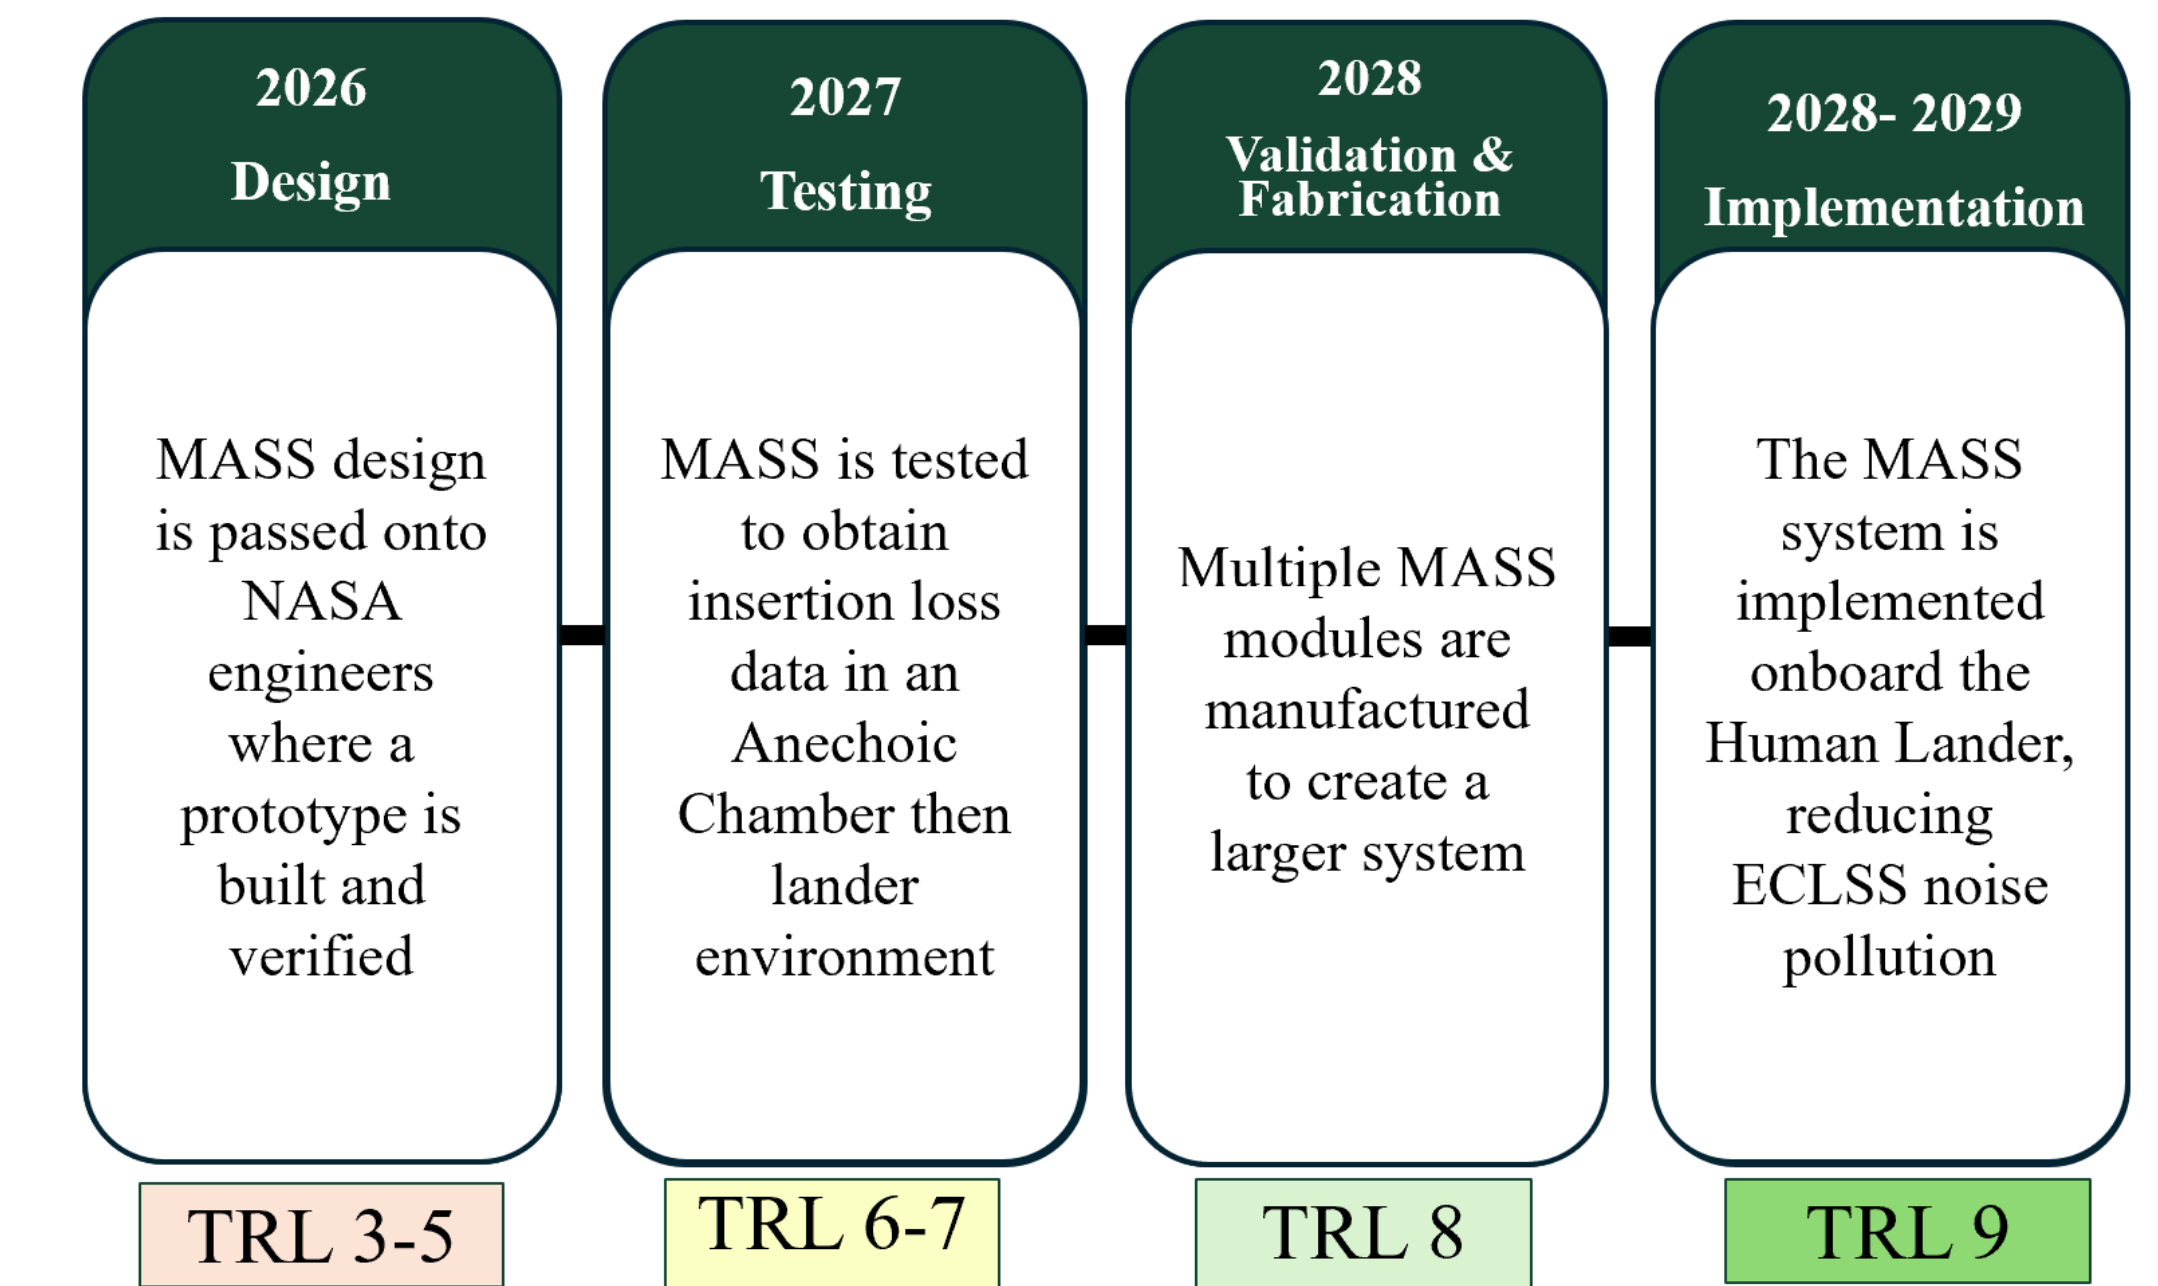 2026
Design
MASS design
is passed onto
NASA
engineers
where a
prototype is
built and
verified
TRL 3-5
2027
Testing
MASS is tested
to obtain
insertion loss
data in an
Anechoic
Chamber then
lander
environment
TRL 6-7
2028
Validation &
Fabrication
Multiple MASS
modules are
manufactured
to create a
larger system
TRL 8
2028- 2029
Implementation
The MASS
system is
implemented
onboard the
Human Lander,
reducing
ECLSS noise
pollution
TRL 9